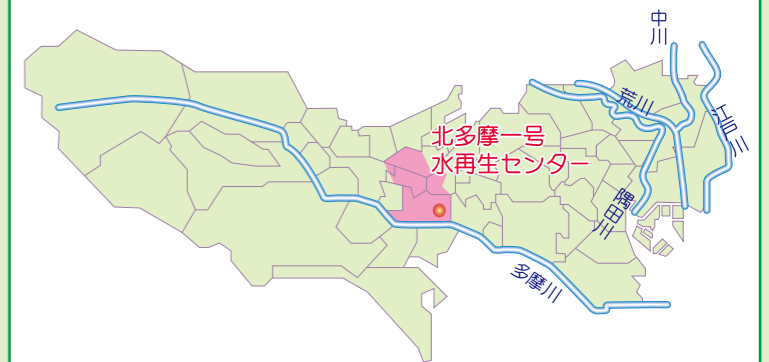 中川
荒川
江戸川
北多摩一号
水再生センター
隅田川
多摩川